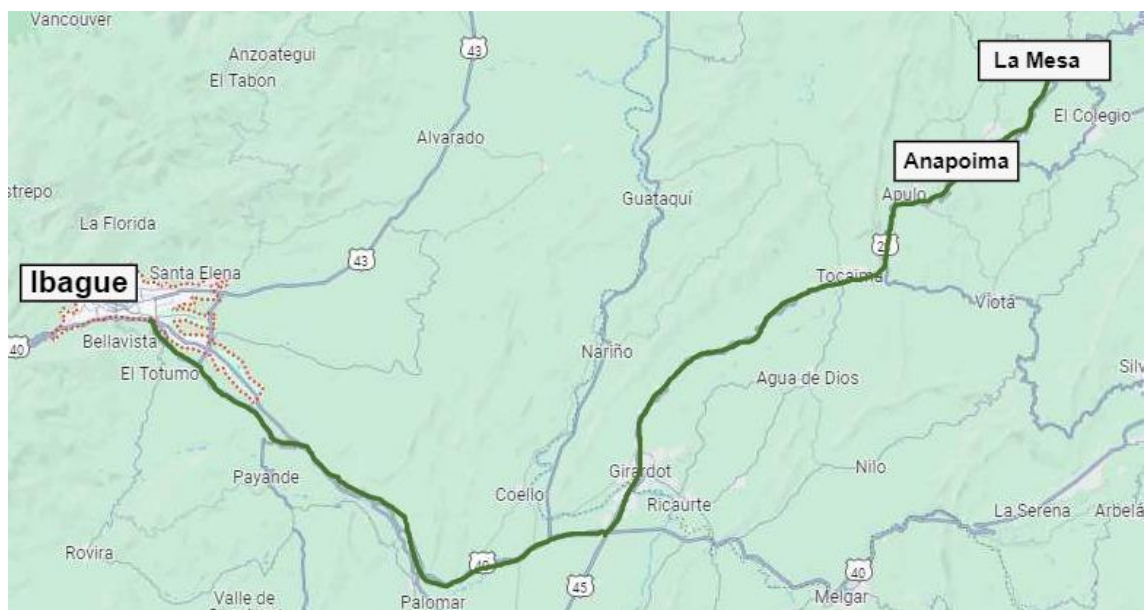 Vancouver
Anzoategui
El Tabon
43
La Mesa
El Colegio
Alvarado
Anapoima
strepo
Guataquí
Apulo
La Florida
43
Ibague
Santa Elena
Tocaima
Viotá
40
Bellavista
Nariño
El Totumo
Agua de Dios
Silv
Payande
Girardot
Nilo
Coello
Ricaurte
La Serena
Arbelá
Rovira
40
45
40
Valle de
Palomar
Melgar